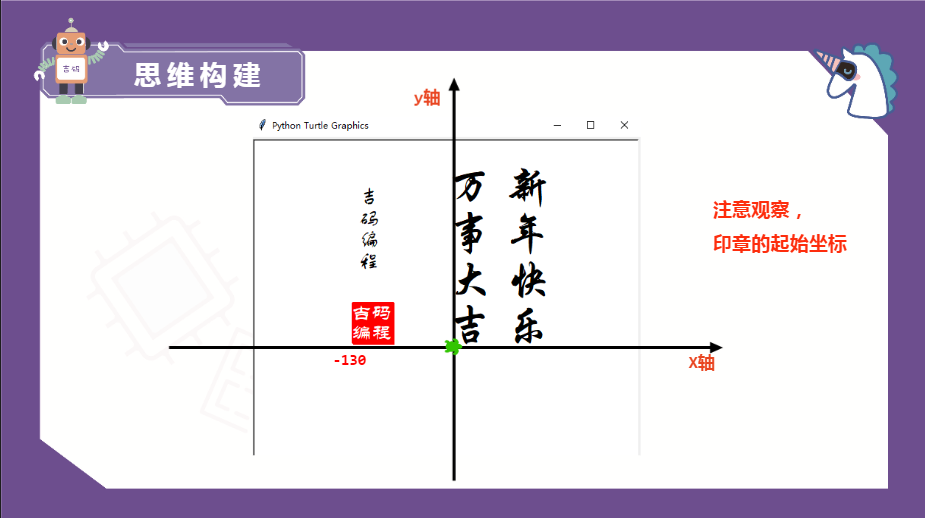 吉码
思维构建
y轴
Python Turtle Graphics
新年快乐
万事大吉
吉码编程
吉码
编程
注意观察，
印章的起始坐标
-130
X轴